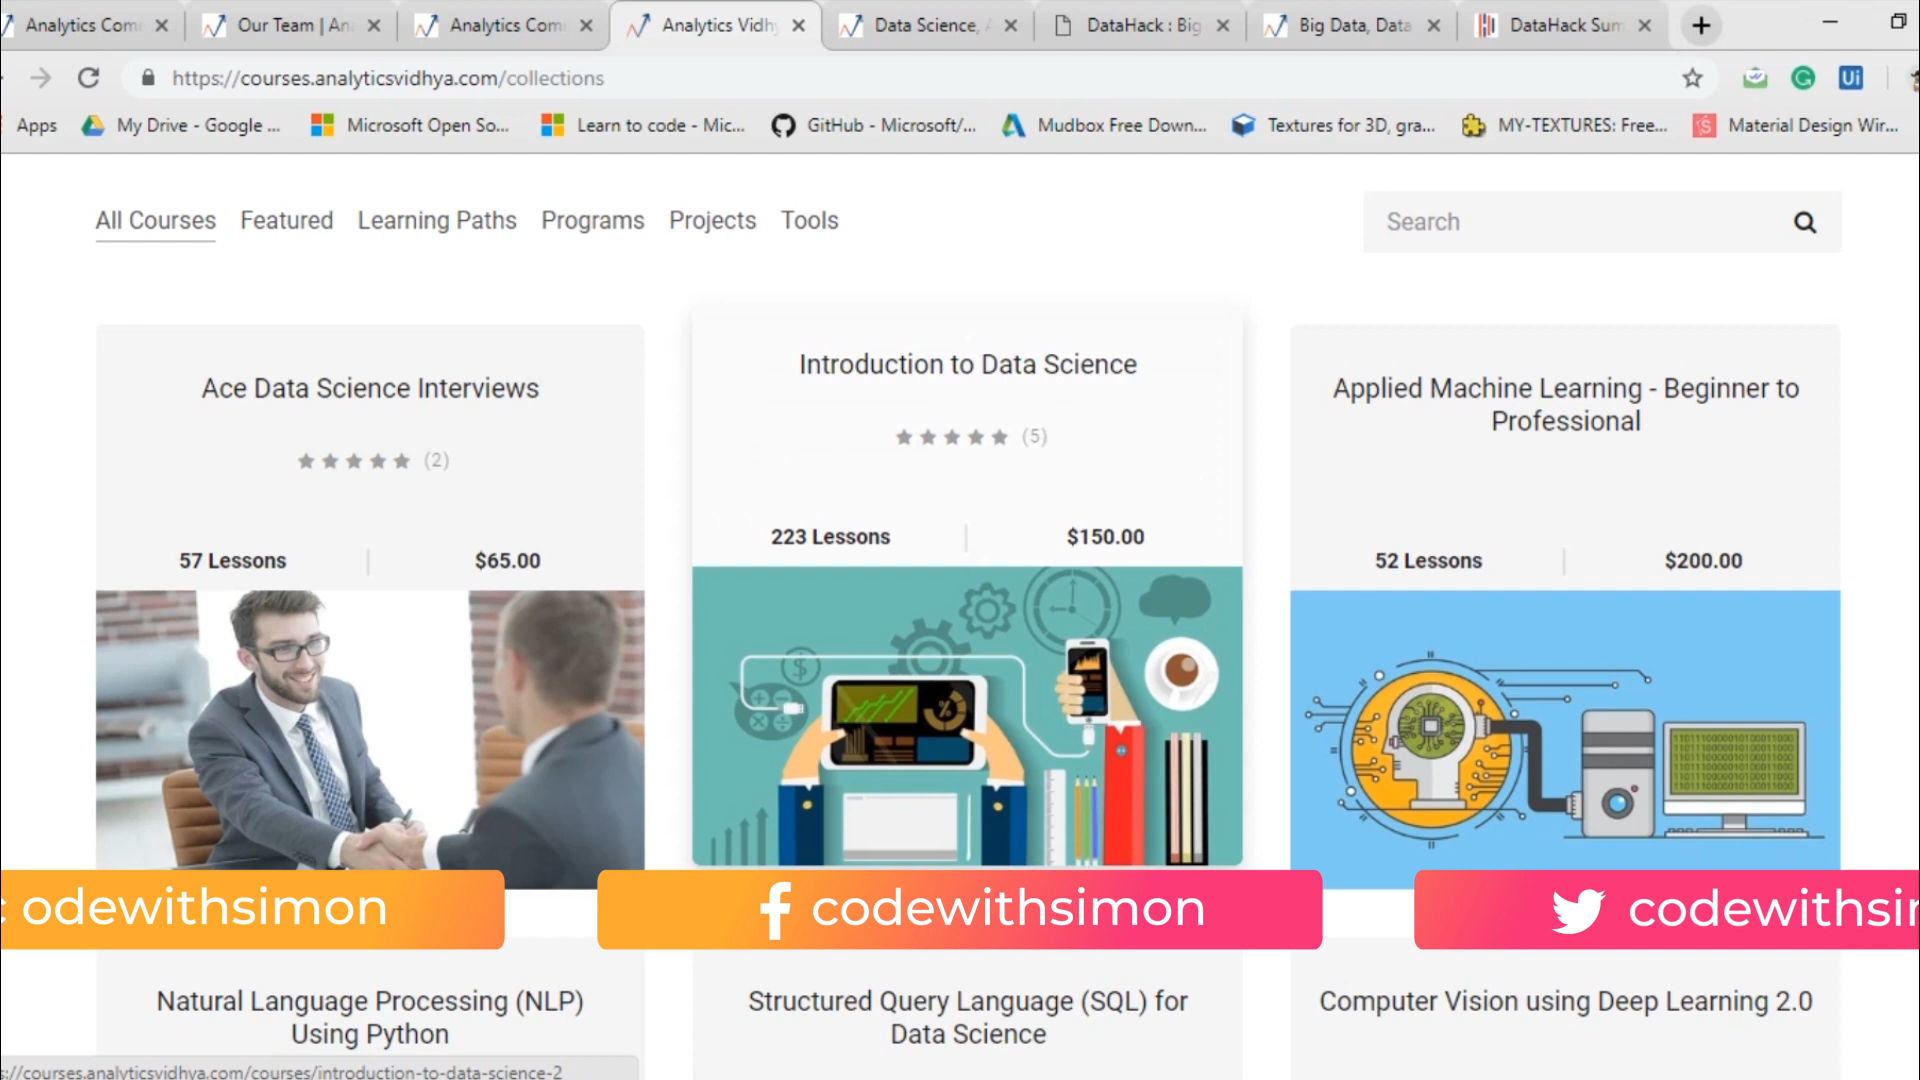 Analytics Com
Our Team | An
Analytics Com
Analytics Vidh
Data Science,
DataHack : Big
Big Data, Data
DataHack Sum
https://courses.analyticsvidhya.com/collections
Ui
Apps
My Drive - Google ...
Microsoft Open So...
Learn to code - Mic...
GitHub - Microsoft/...
Mudbox Free Down...
Textures for 3D, gra...
MY-TEXTURES: Free...
Material Design Wir...
All Courses
Featured
Learning Paths
Programs
Projects
Tools
Search
Ace Data Science Interviews
(2)
57 Lessons
$65.00
Introduction to Data Science
(5)
223 Lessons
$150.00
Applied Machine Learning - Beginner to
Professional
52 Lessons
$200.00
odewithsimon
codewithsimon
codewithsi
Natural Language Processing (NLP)
Using Python
Structured Query Language (SQL) for
Data Science
Computer Vision using Deep Learning 2.0
s://courses.analyticsvidhya.com/courses/introduction-to-data-science-2